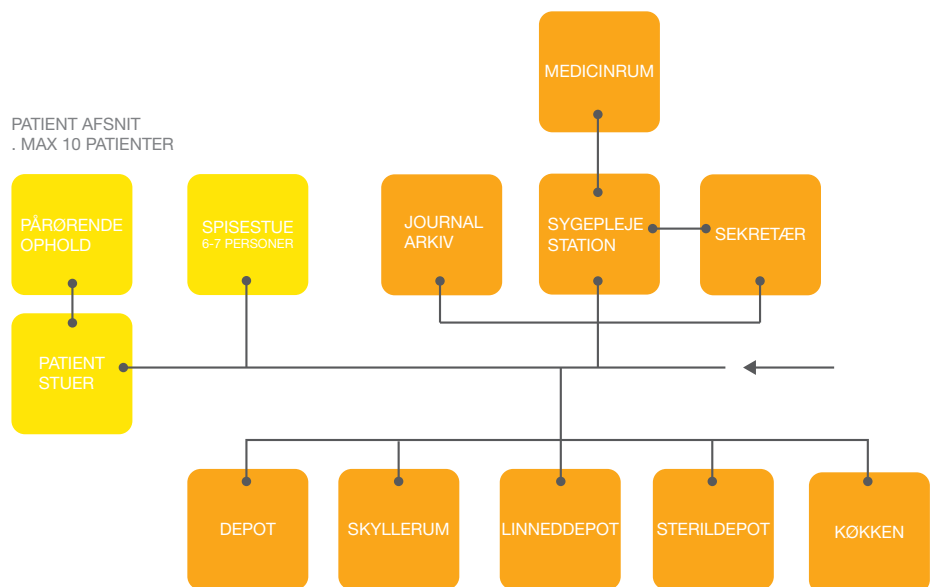 MEDICINRUM
PATIENT AFSNIT
. MAX 10 PATIENTER
PÅRØRENDE
OPHOLD
SPISESTUE
6-7 PERSONER
JOURNAL
ARKIV
SYGEPLEJE
STATION
SEKRETÆR
PATIENT
STUER
DEPOT
SKYLLERUM
LINNEDDEPOT
STERILDEPOT
KØKKEN